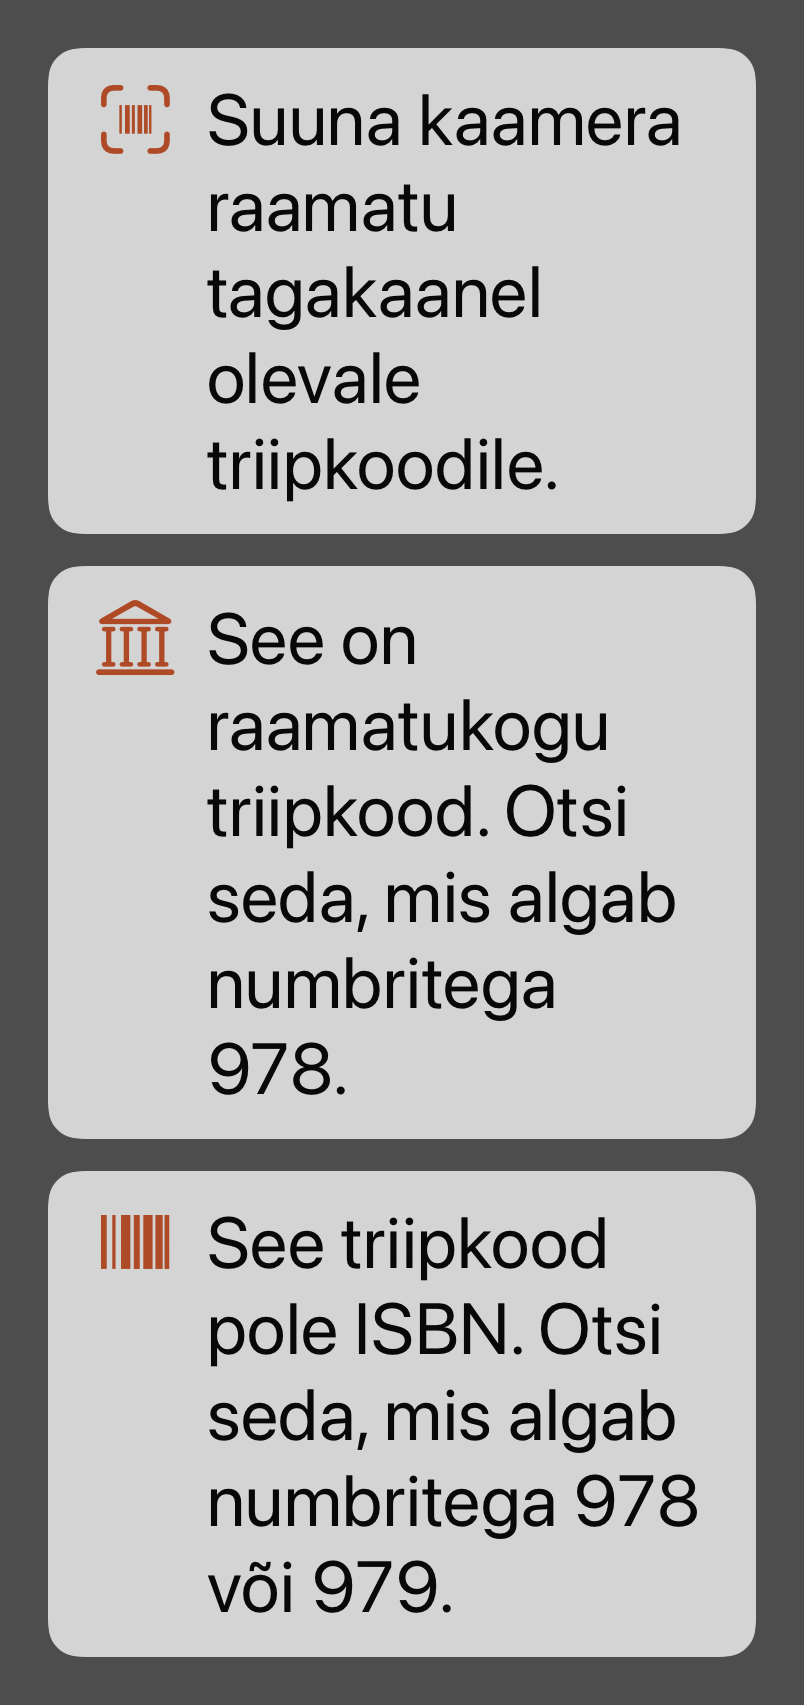 Suuna kaamera
raamatu
tagakaanel
olevale
triipkoodile.
See on
raamatukogu
triipkood. Otsi
seda, mis algab
numbritega
978.
See triipkood
pole ISBN. Otsi
seda, mis algab
numbritega 978
või 979.